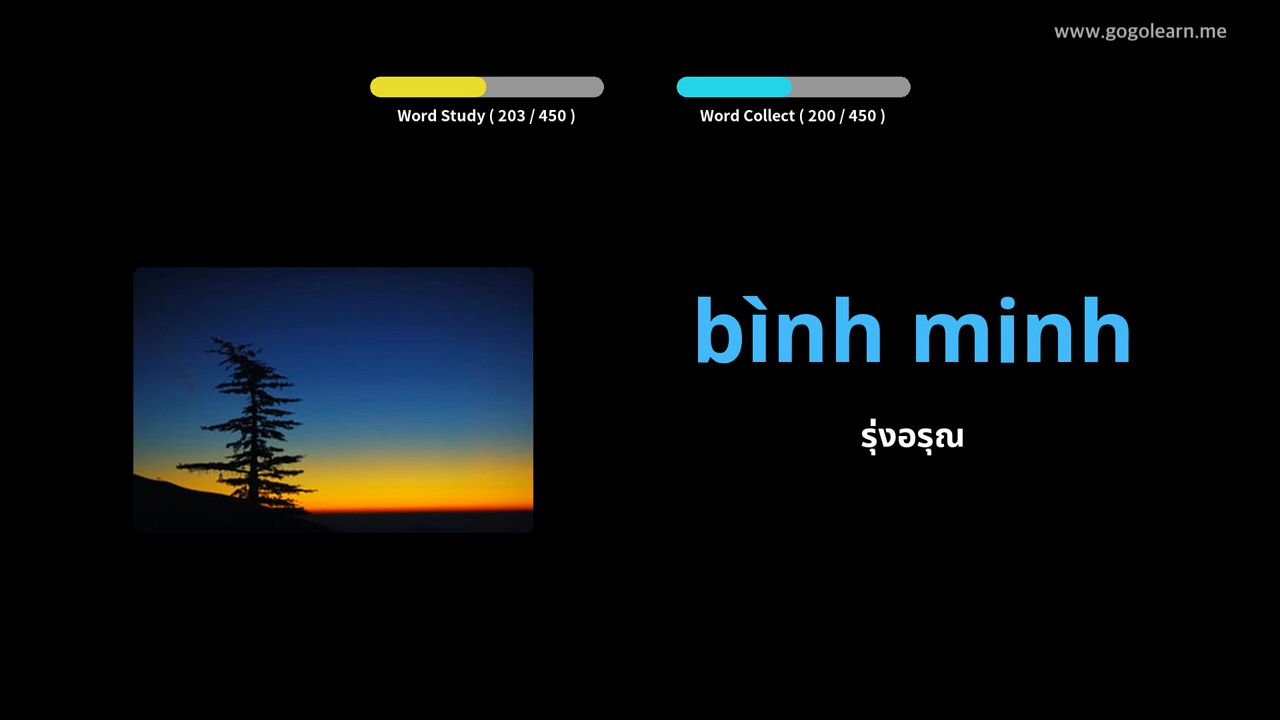 www.gogolearn.me
Word Study ( 203 / 450 )
Word Collect ( 200 / 450 )
bình minh
รุ่งอรุณ